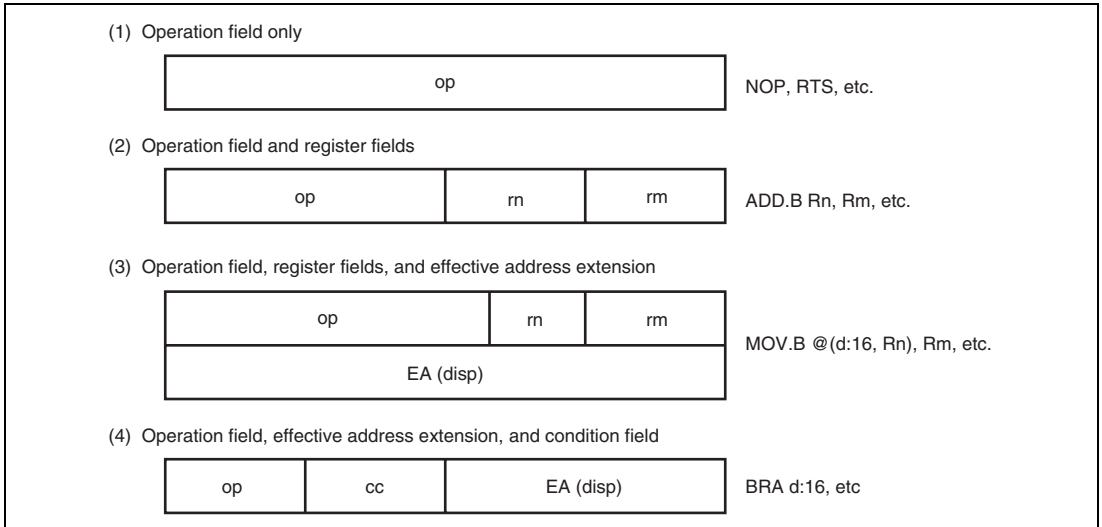 (1) Operation field only
op
NOP, RTS, etc.
(2) Operation field and register fields
op rn rm
ADD.B Rn, Rm, etc.
(3) Operation field, register fields, and effective address extension
op rn rm
EA (disp)
MOV.B @(d:16, Rn), Rm, etc.
(4) Operation field, effective address extension, and condition field
op cc EA (disp)
BRA d:16, etc